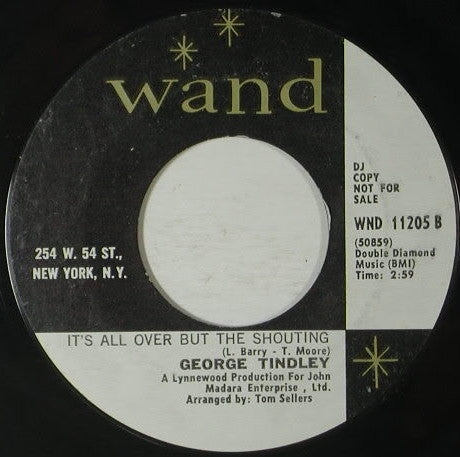 wand
DJ
COPY
NOT FOR
SALE
WND 11205 B
(50859)
Double Diamond
Music (BMI)
Time: 2:59
254 W. 54 ST.,
NEW YORK, N.Y.
IT'S ALL OVER BUT THE SHOUTING
(L. Barry - T. Moore)
GEORGE TINDLEY
A Lynnewood Production For John
Madara Enterprise , Ltd.
Arranged by: Tom Sellers